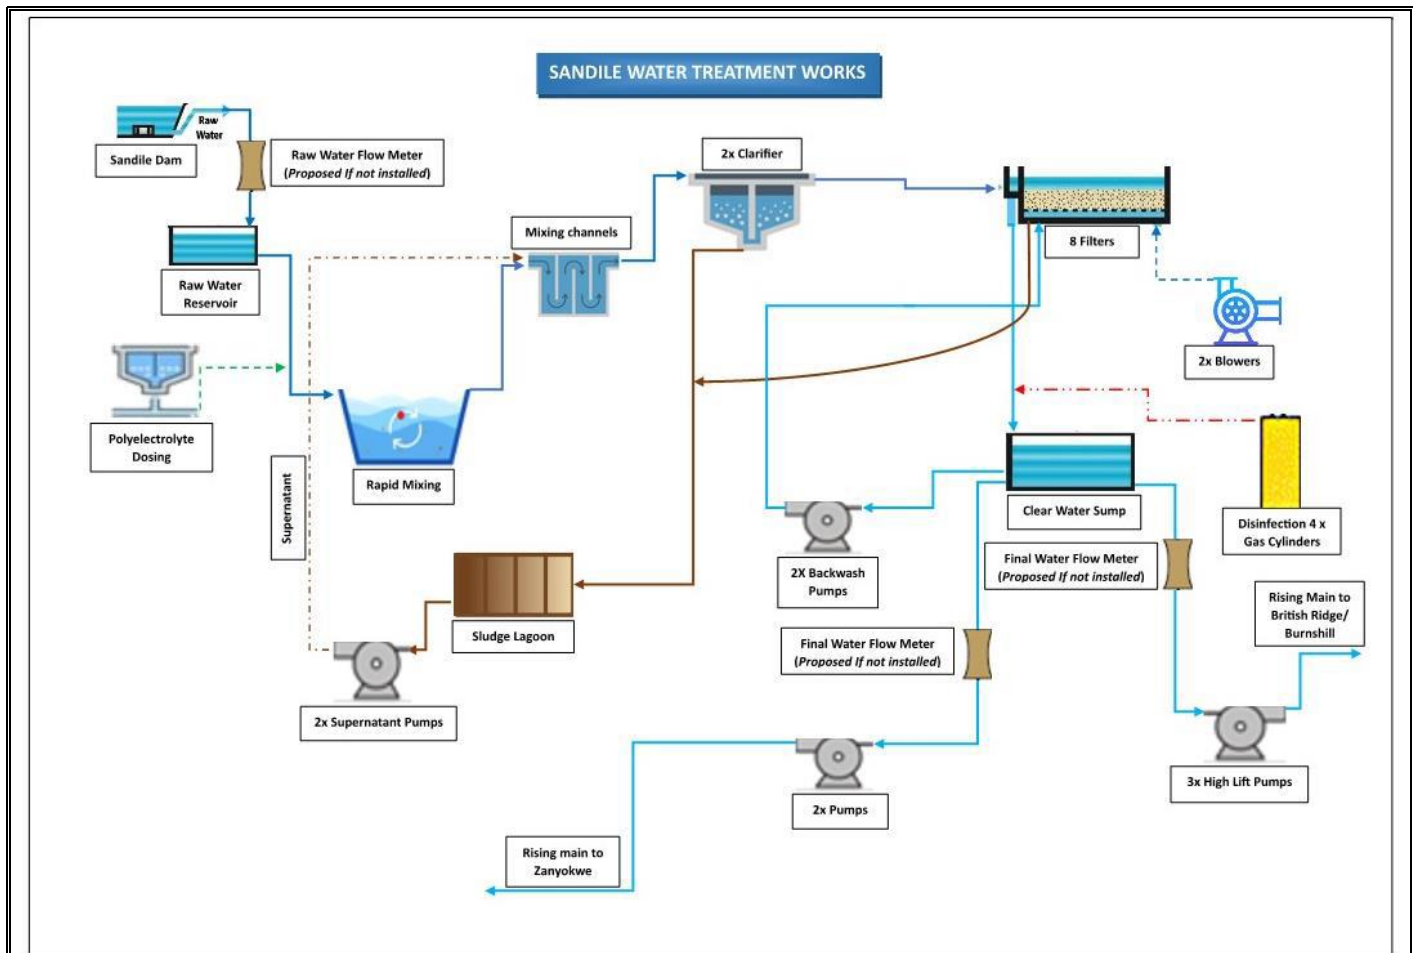 SANDILE WATER TREATMENT WORKS
Raw
Water
Sandile Dam
Raw Water Flow Meter
(Proposed If not installed)
2x Clarifier
Mixing channels
8 Filters
Raw Water
Reservoir
2x Blowers
Polyelectrolyte
Dosing
Rapid Mixing
Supernatant
Clear Water Sump
Disinfection 4 x
Gas Cylinders
2X Backwash
Pumps
Final Water Flow Meter
(Proposed If not installed)
Rising Main to
British Ridge/
Burnshill
Sludge Lagoon
Final Water Flow Meter
(Proposed If not installed)
2x Supernatant Pumps
3x High Lift Pumps
2x Pumps
Rising main to
Zanyokwe